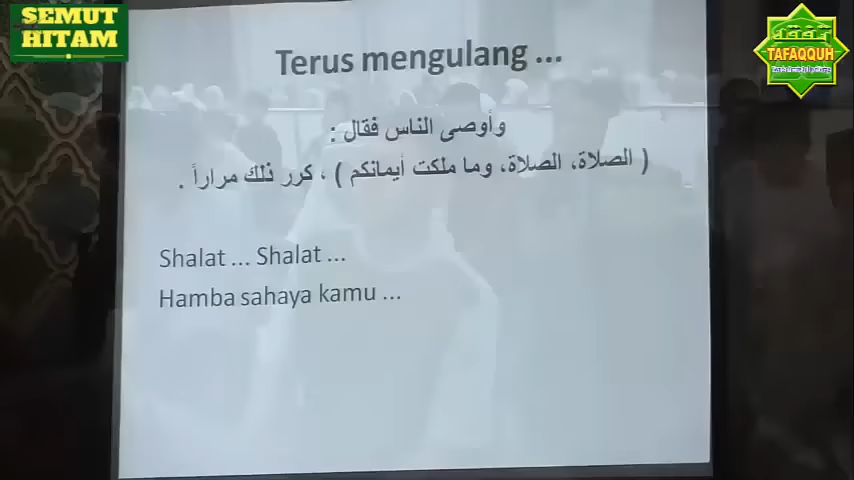 SEMUT
HITAM
تفقه
TAFAQQUH
Terus mengulang ...
وأوصى الناس فقال :
( الصلاة، الصلاة، وما ملكت أيمانكم ) ، كرر ذلك مراراً .
Shalat ... Shalat ...
Hamba sahaya kamu ...